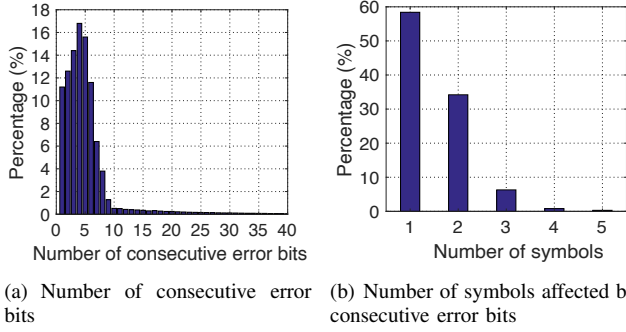 18
16
14
12
10
8
6
4
2
0
Percentage (%)
0 5 10 15 20 25 30 35 40
Number of consecutive error bits
(a) Number of consecutive error
bits
60
50
40
30
20
10
0
Percentage (%)
1 2 3 4 5
Number of symbols
(b) Number of symbols affected b
consecutive error bits